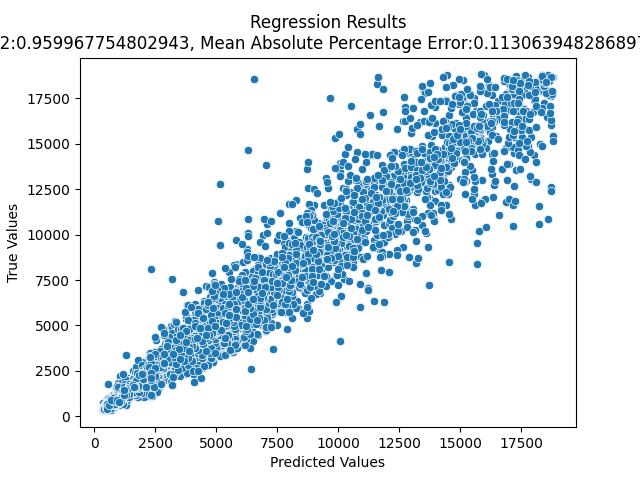 Regression Results
2:0.959967754802943, Mean Absolute Percentage Error:0.11306394828689
True Values
17500
15000
12500
10000
7500
5000
2500
0
0 2500 5000 7500 10000 12500 15000 17500
Predicted Values